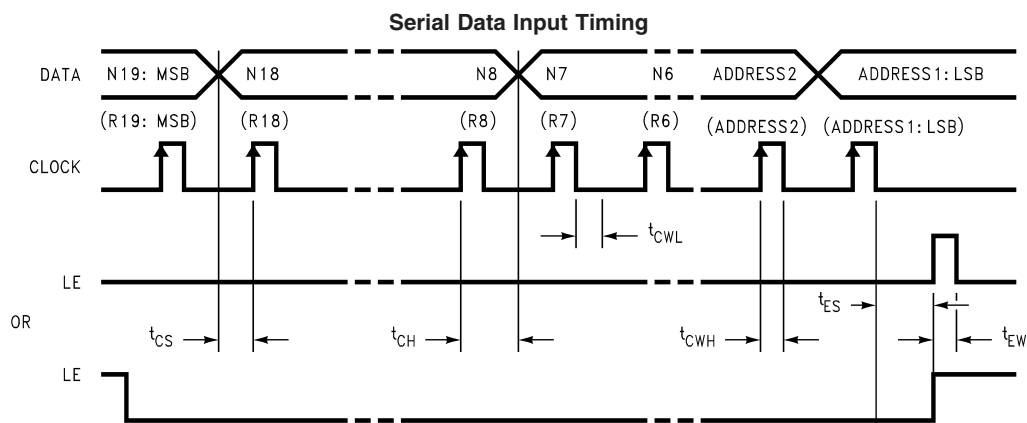 Serial Data Input Timing
DATA N19: MSB N18 N8 N7 N6 ADDRESS2 ADDRESS1:LSB
(R19: MSB) (R18) (R8) (R7) (R6) (ADDRESS2) (ADDRESS1:LSB)
CLOCK
tCWL
LE
tES
OR
tCS tCH tCWH tEW
LE